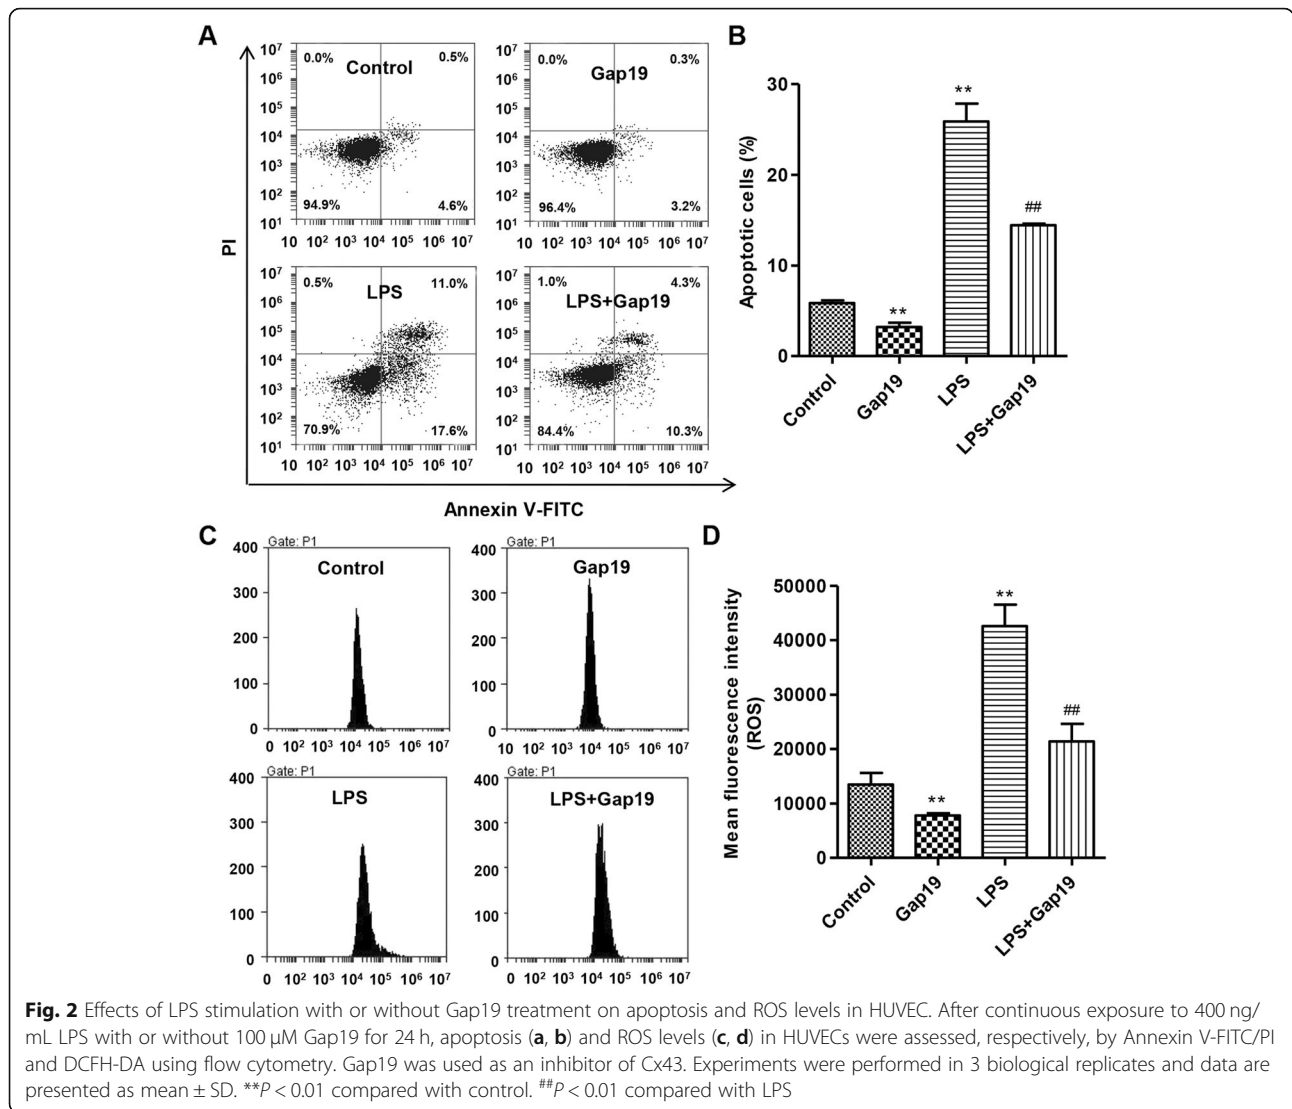 A
10⁷
10⁶
10⁵
10⁴
10³
10²
10¹
0.0%
0.5%
Control
94.9%
4.6%
10 10² 10³ 10⁴ 10⁵ 10⁶ 10⁷
10⁷
10⁶
10⁵
10⁴
10³
10²
10¹
0.0%
0.3%
Gap19
96.4%
3.2%
10 10² 10³ 10⁴ 10⁵ 10⁶ 10⁷
PI
10⁷
10⁶
10⁵
10⁴
10³
10²
10¹
0.5%
11.0%
LPS
70.9%
17.6%
10 10² 10³ 10⁴ 10⁵ 10⁶ 10⁷
10⁷
10⁶
10⁵
10⁴
10³
10²
10¹
1.0%
4.3%
LPS+Gap19
84.4%
10.3%
10 10² 10³ 10⁴ 10⁵ 10⁶ 10⁷
Annexin V-FITC
B
Apoptotic cells (%)
30
20
10
0
**
**
##
Control
Gap19
LPS
LPS+Gap19
C
Gate: P1
400
300
200
100
0
Control
0 10² 10³ 10⁴ 10⁵ 10⁶ 10⁷
Gate: P1
400
300
200
100
0
Gap19
10 10² 10³ 10⁴ 10⁵ 10⁶ 10⁷
Gate: P1
400
300
200
100
0
LPS
0 10² 10³ 10⁴ 10⁵ 10⁶ 10⁷
Gate: P1
400
300
200
100
0
LPS+Gap19
0 10² 10³ 10⁴ 10⁵ 10⁶ 10⁷
D
Mean fluorescence intensity
(ROS)
50000
40000
30000
20000
10000
0
**
**
##
Control
Gap19
LPS
LPS+Gap19
Fig. 2 Effects of LPS stimulation with or without Gap19 treatment on apoptosis and ROS levels in HUVEC. After continuous exposure to 400 ng/
mL LPS with or without 100 μM Gap19 for 24 h, apoptosis (a, b) and ROS levels (c, d) in HUVECs were assessed, respectively, by Annexin V-FITC/PI
and DCFH-DA using flow cytometry. Gap19 was used as an inhibitor of Cx43. Experiments were performed in 3 biological replicates and data are
presented as mean ± SD. **P < 0.01 compared with control. ##P < 0.01 compared with LPS